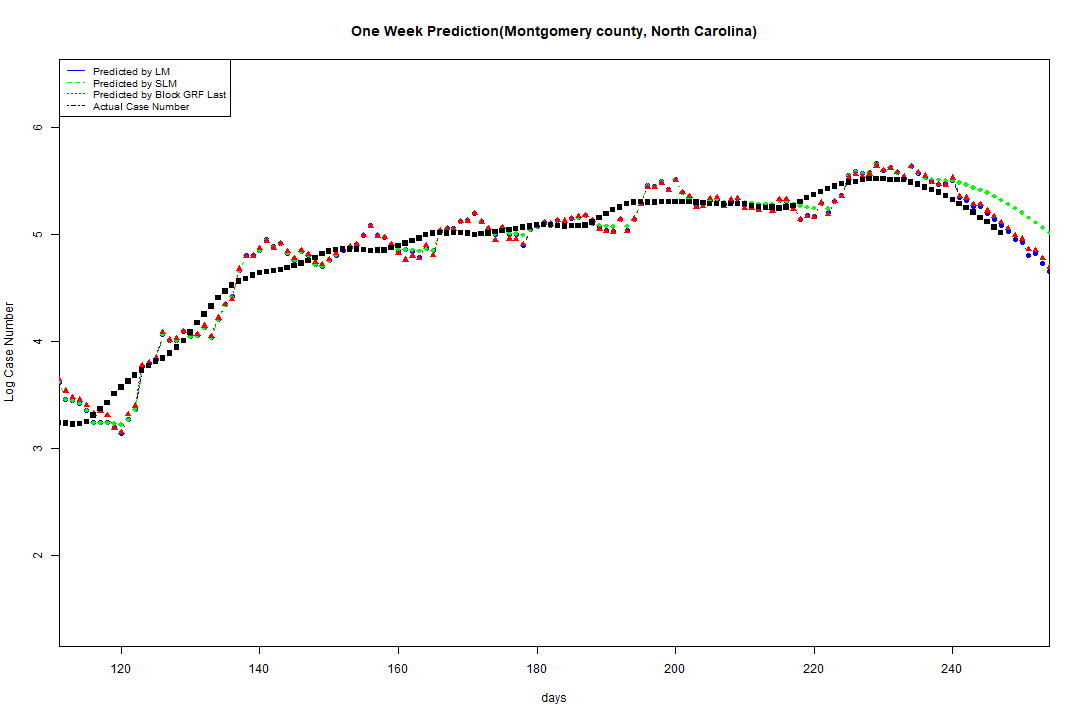 One Week Prediction(Montgomery county, North Carolina)
Predicted by LM
Predicted by SLM
Predicted by Block GRF Last
Actual Case Number
6
5
4
3
2
Log Case Number
120 140 160 180 200 220 240
days